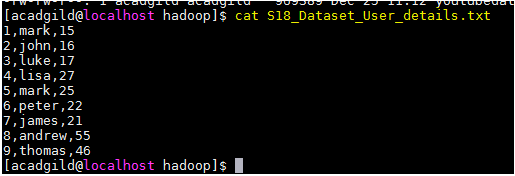 [acadgild@localhost hadoop]$ cat S18_Dataset_User_details.txt
1,mark,15
2,john,16
3,luke,17
4,lisa,27
5,mark,25
6,peter,22
7,james,21
8,andrew,55
9,thomas,46
[acadgild@localhost hadoop]$